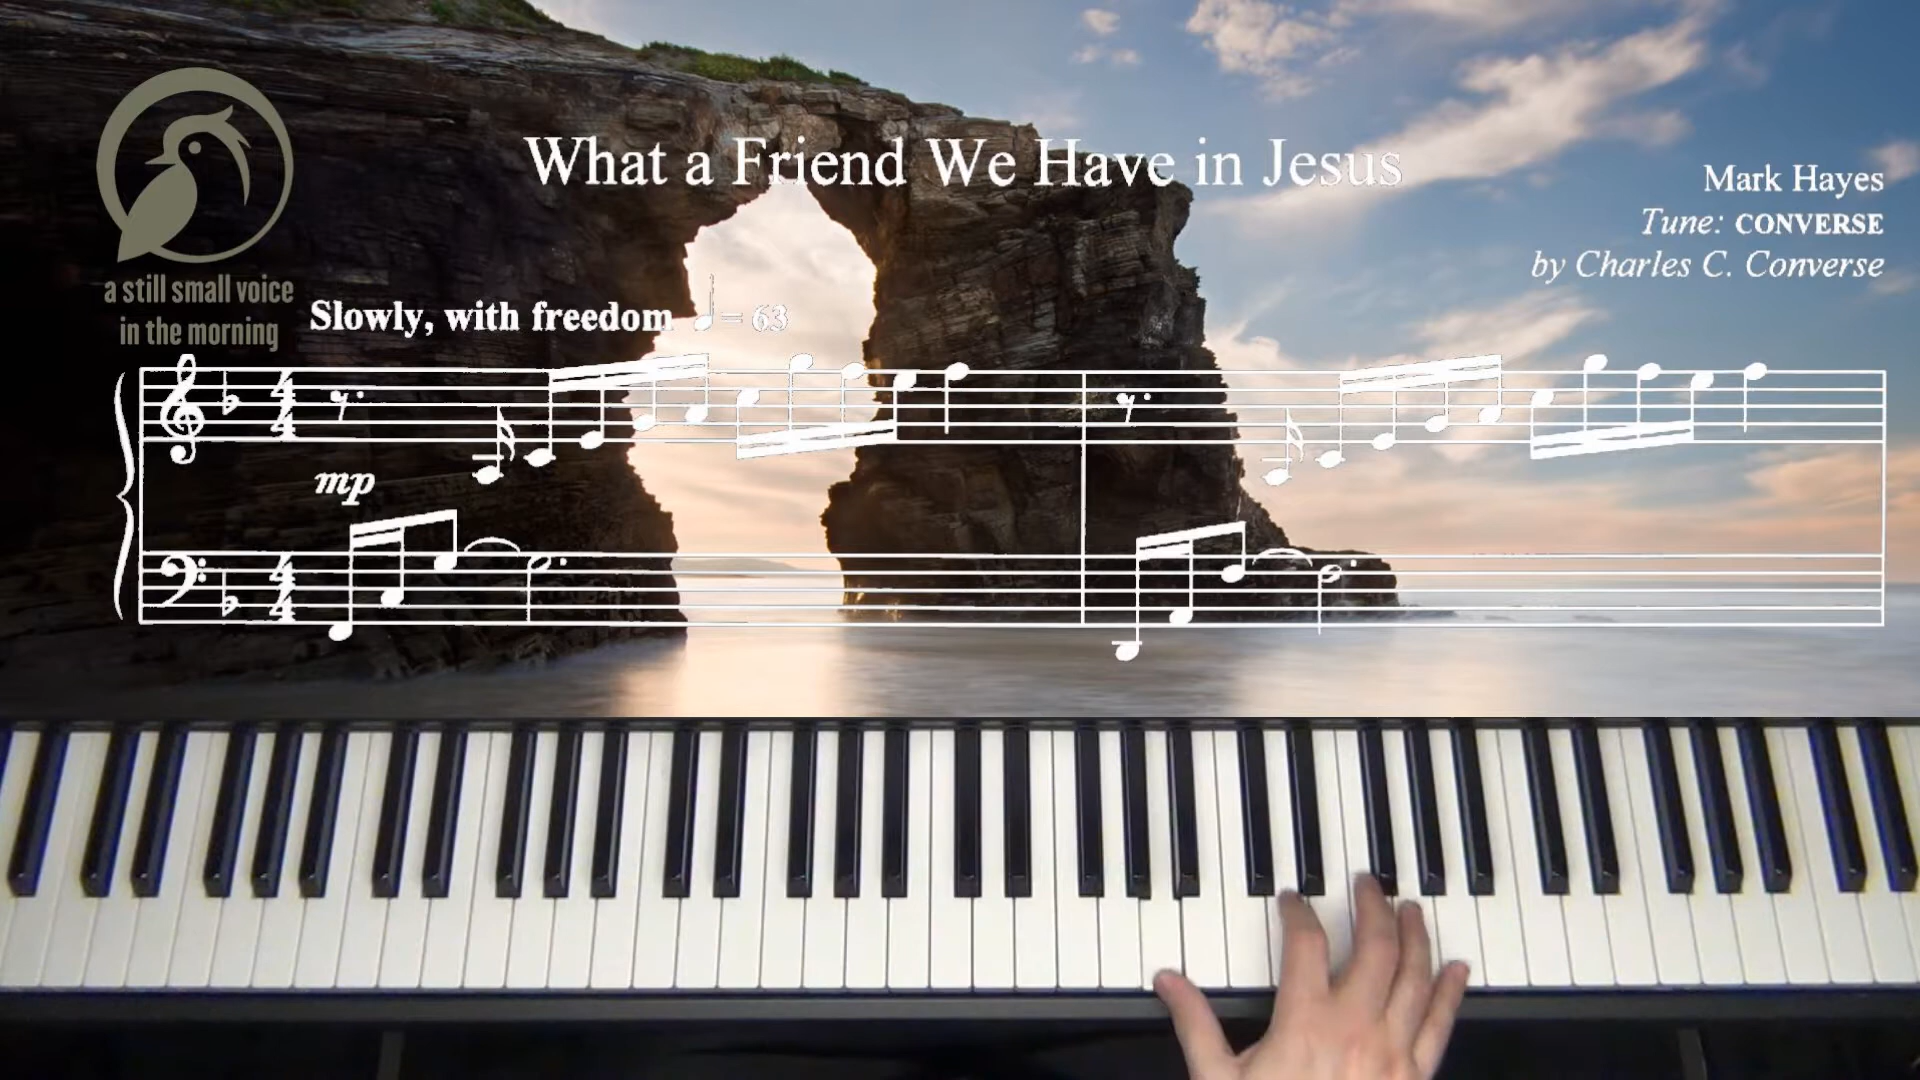 What a Friend We Have in Jesus
Mark Hayes
Tune: CONVERSE
by Charles C. Converse
a still small voice
in the morning
Slowly, with freedom ♩= 63
mp